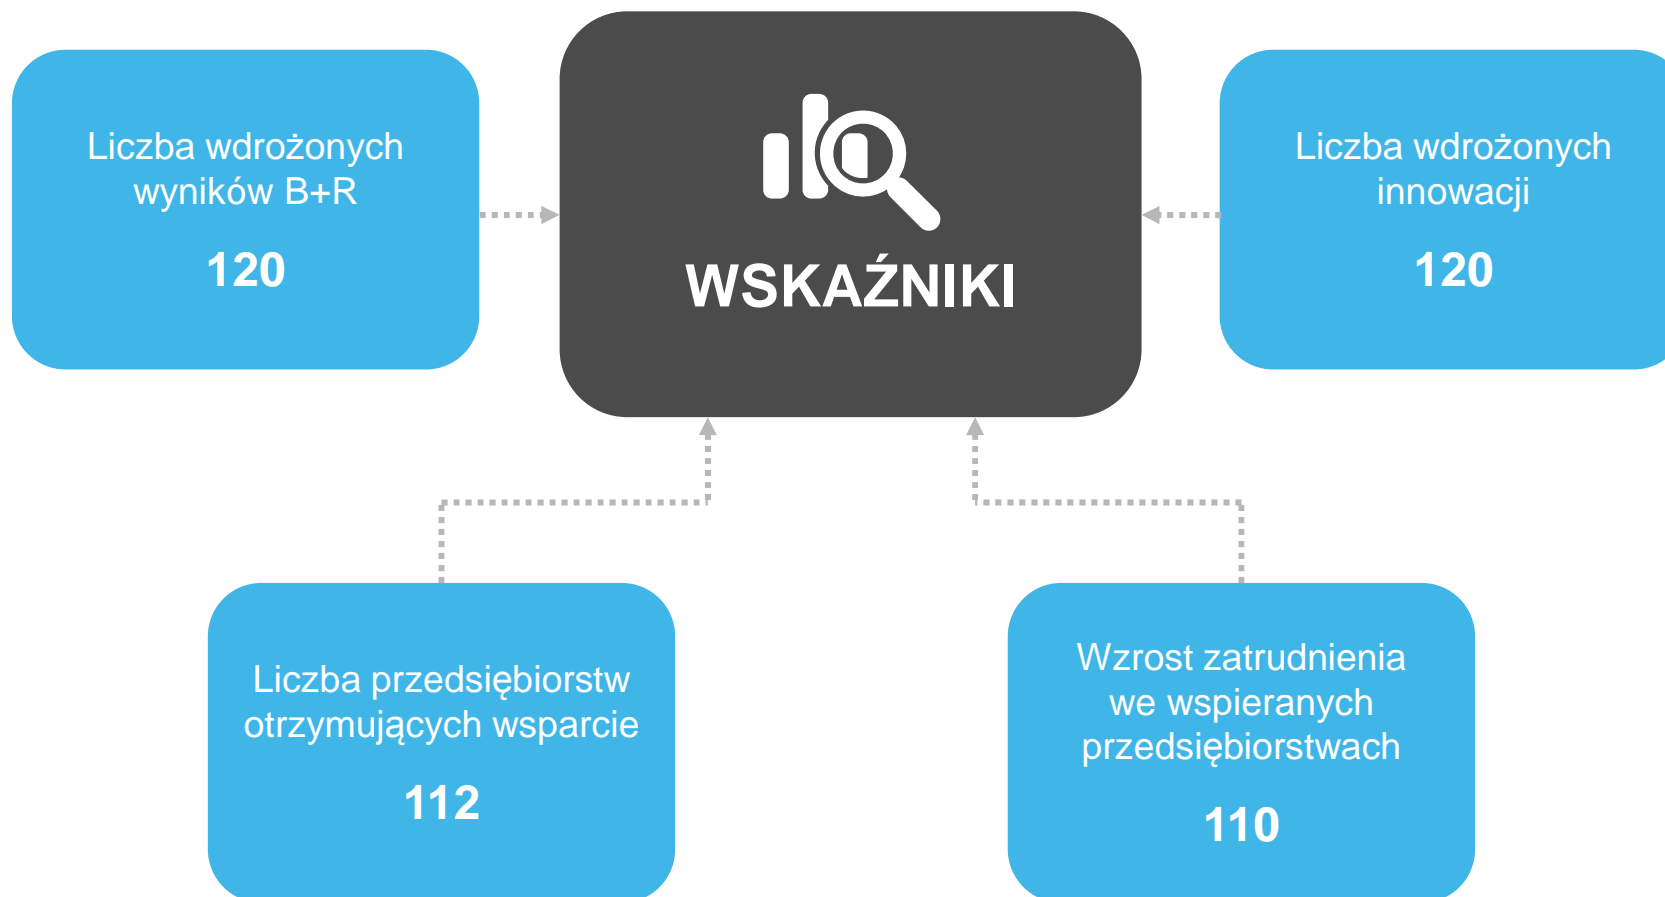 Liczba wdrożonych
wyników B+R
120
WSKAŹNIKI
Liczba wdrożonych
innowacji
120
Liczba przedsiębiorstw
otrzymujących wsparcie
112
Wzrost zatrudnienia
we wspieranych
przedsiębiorstwach
110